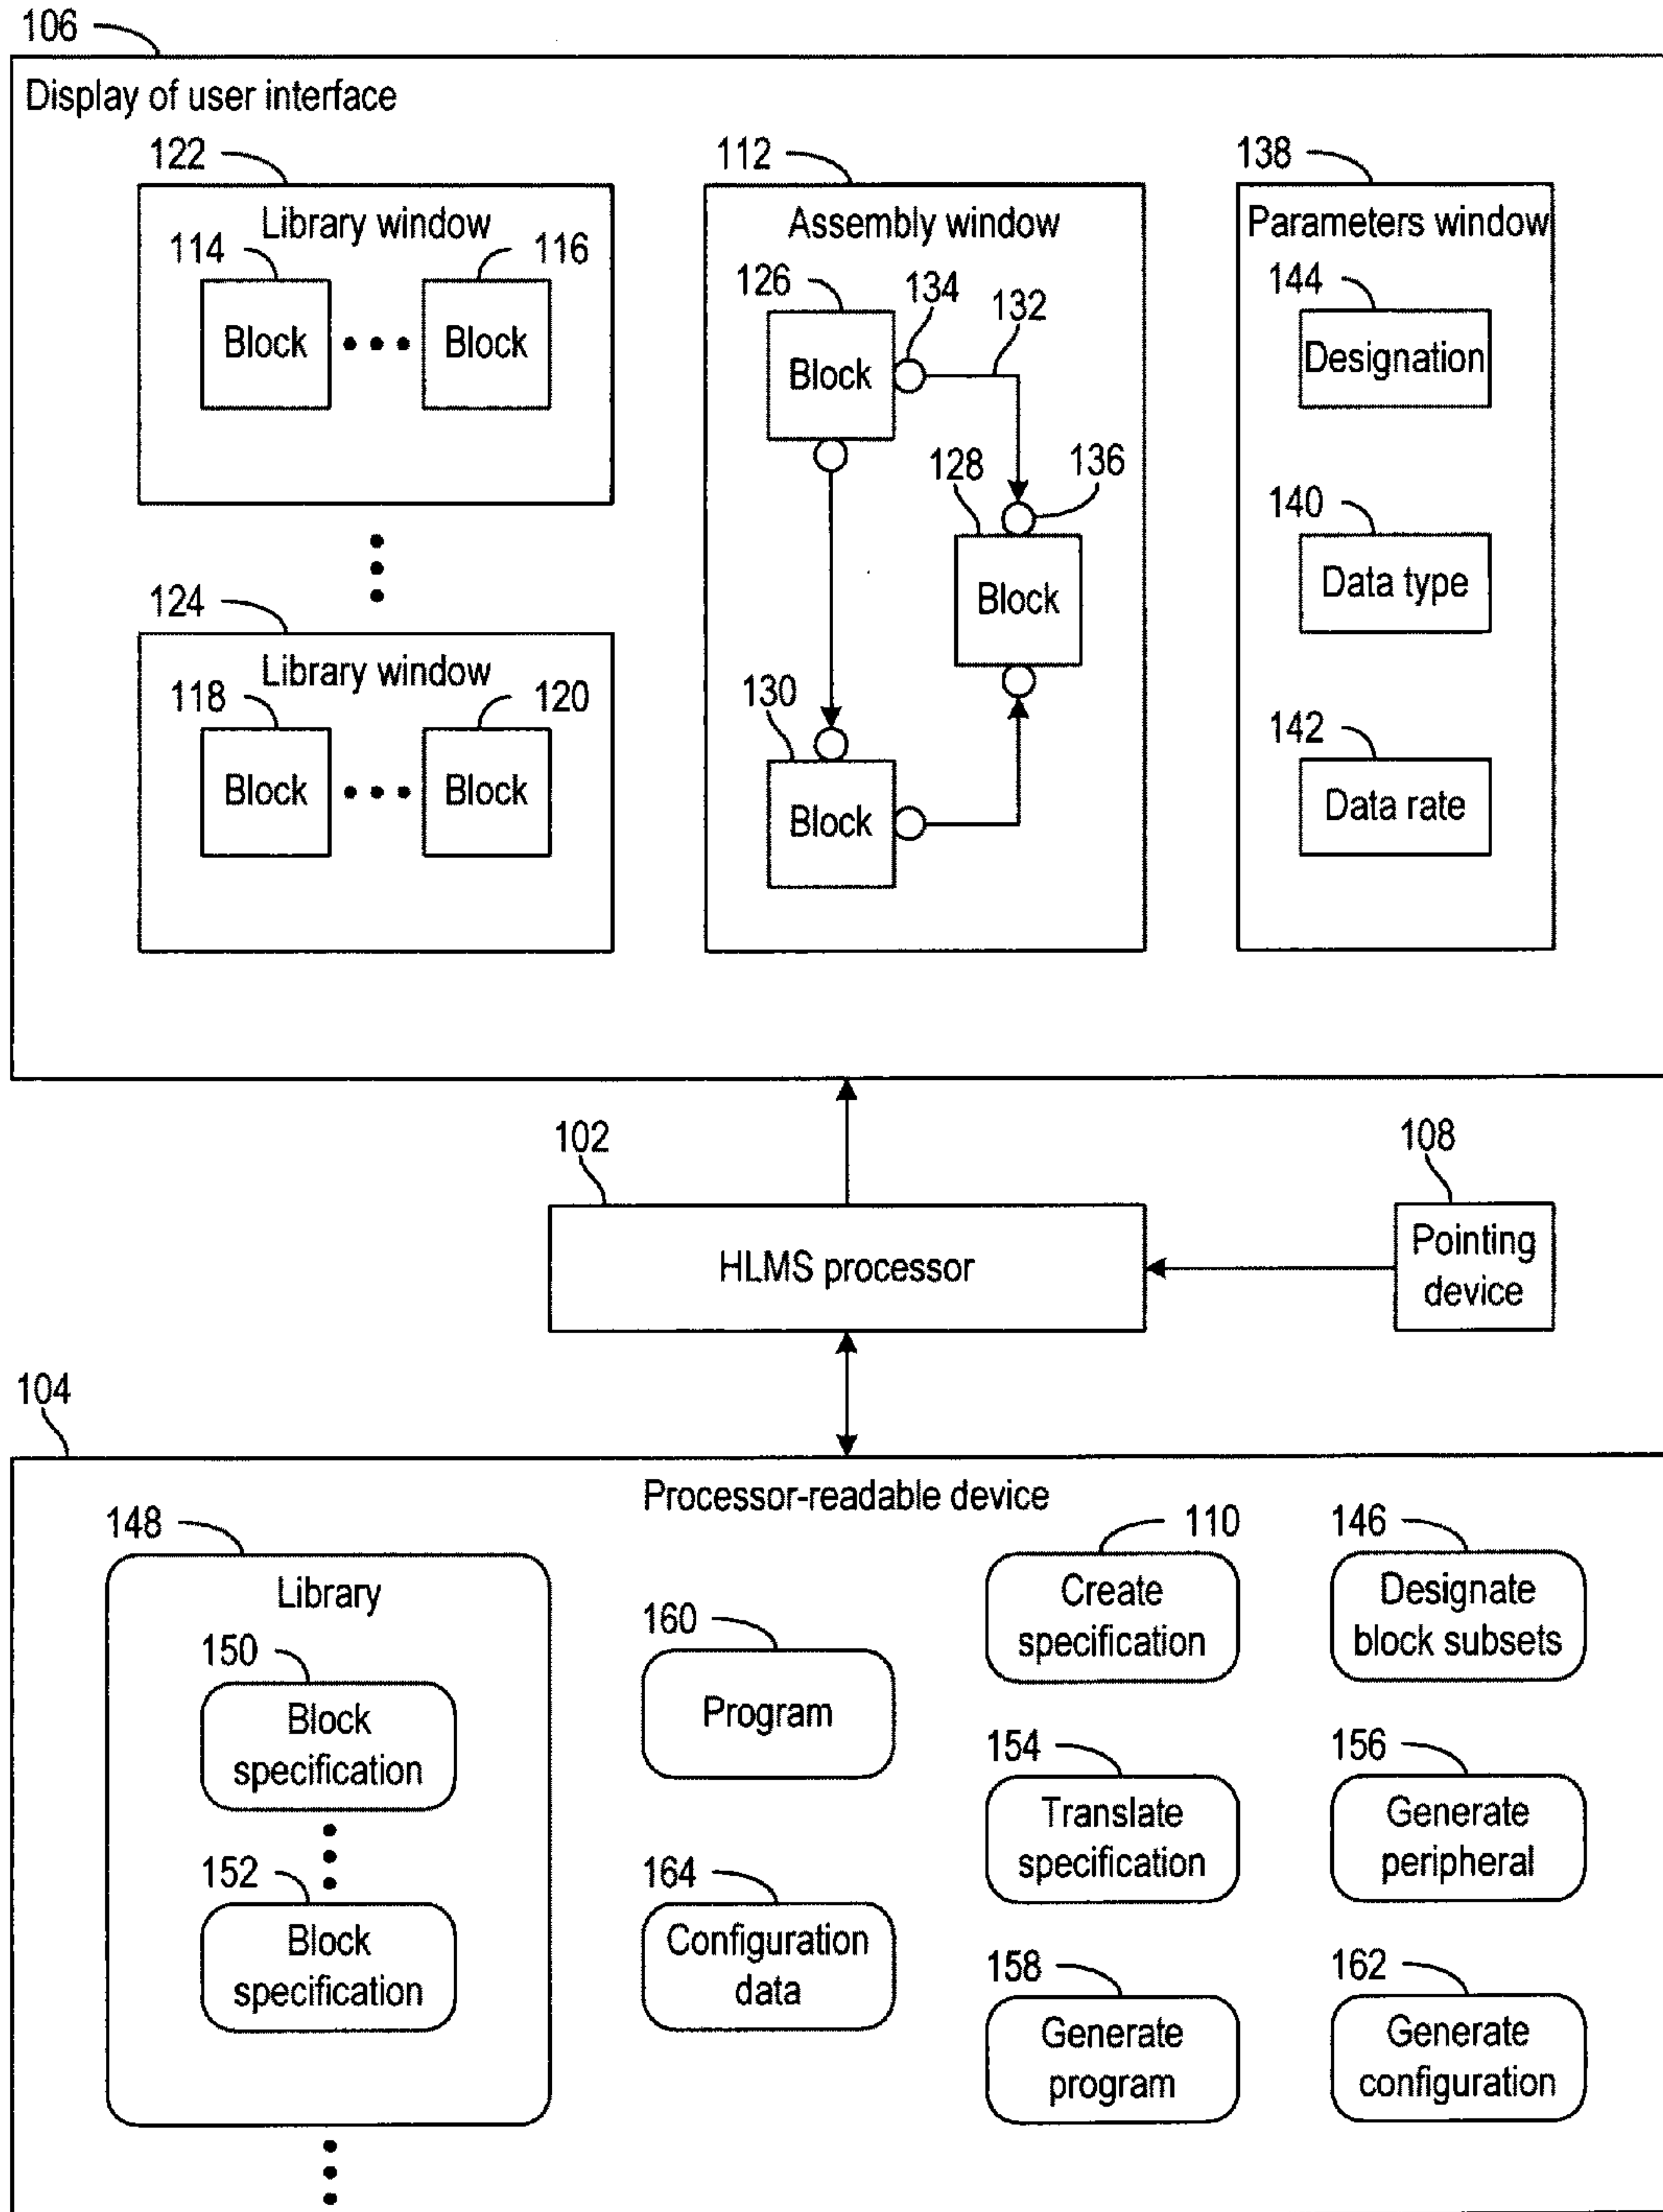 106
Display of user interface
122
112
138
Library window
Assembly window
Parameters window
114
116
126
134
132
144
Block
Block
Block
Designation
128
136
140
Block
Data type
124
Library window
118
120
130
142
Block
Block
Block
Data rate
102
108
HLMS processor
Pointing
device
104
Processor-readable device
148
110
146
Library
Create
specification
Designate
block subsets
150
160
Block
specification
Program
154
156
Translate
specification
Generate
peripheral
152
164
Block
specification
Configuration
data
158
162
Generate
program
Generate
configuration